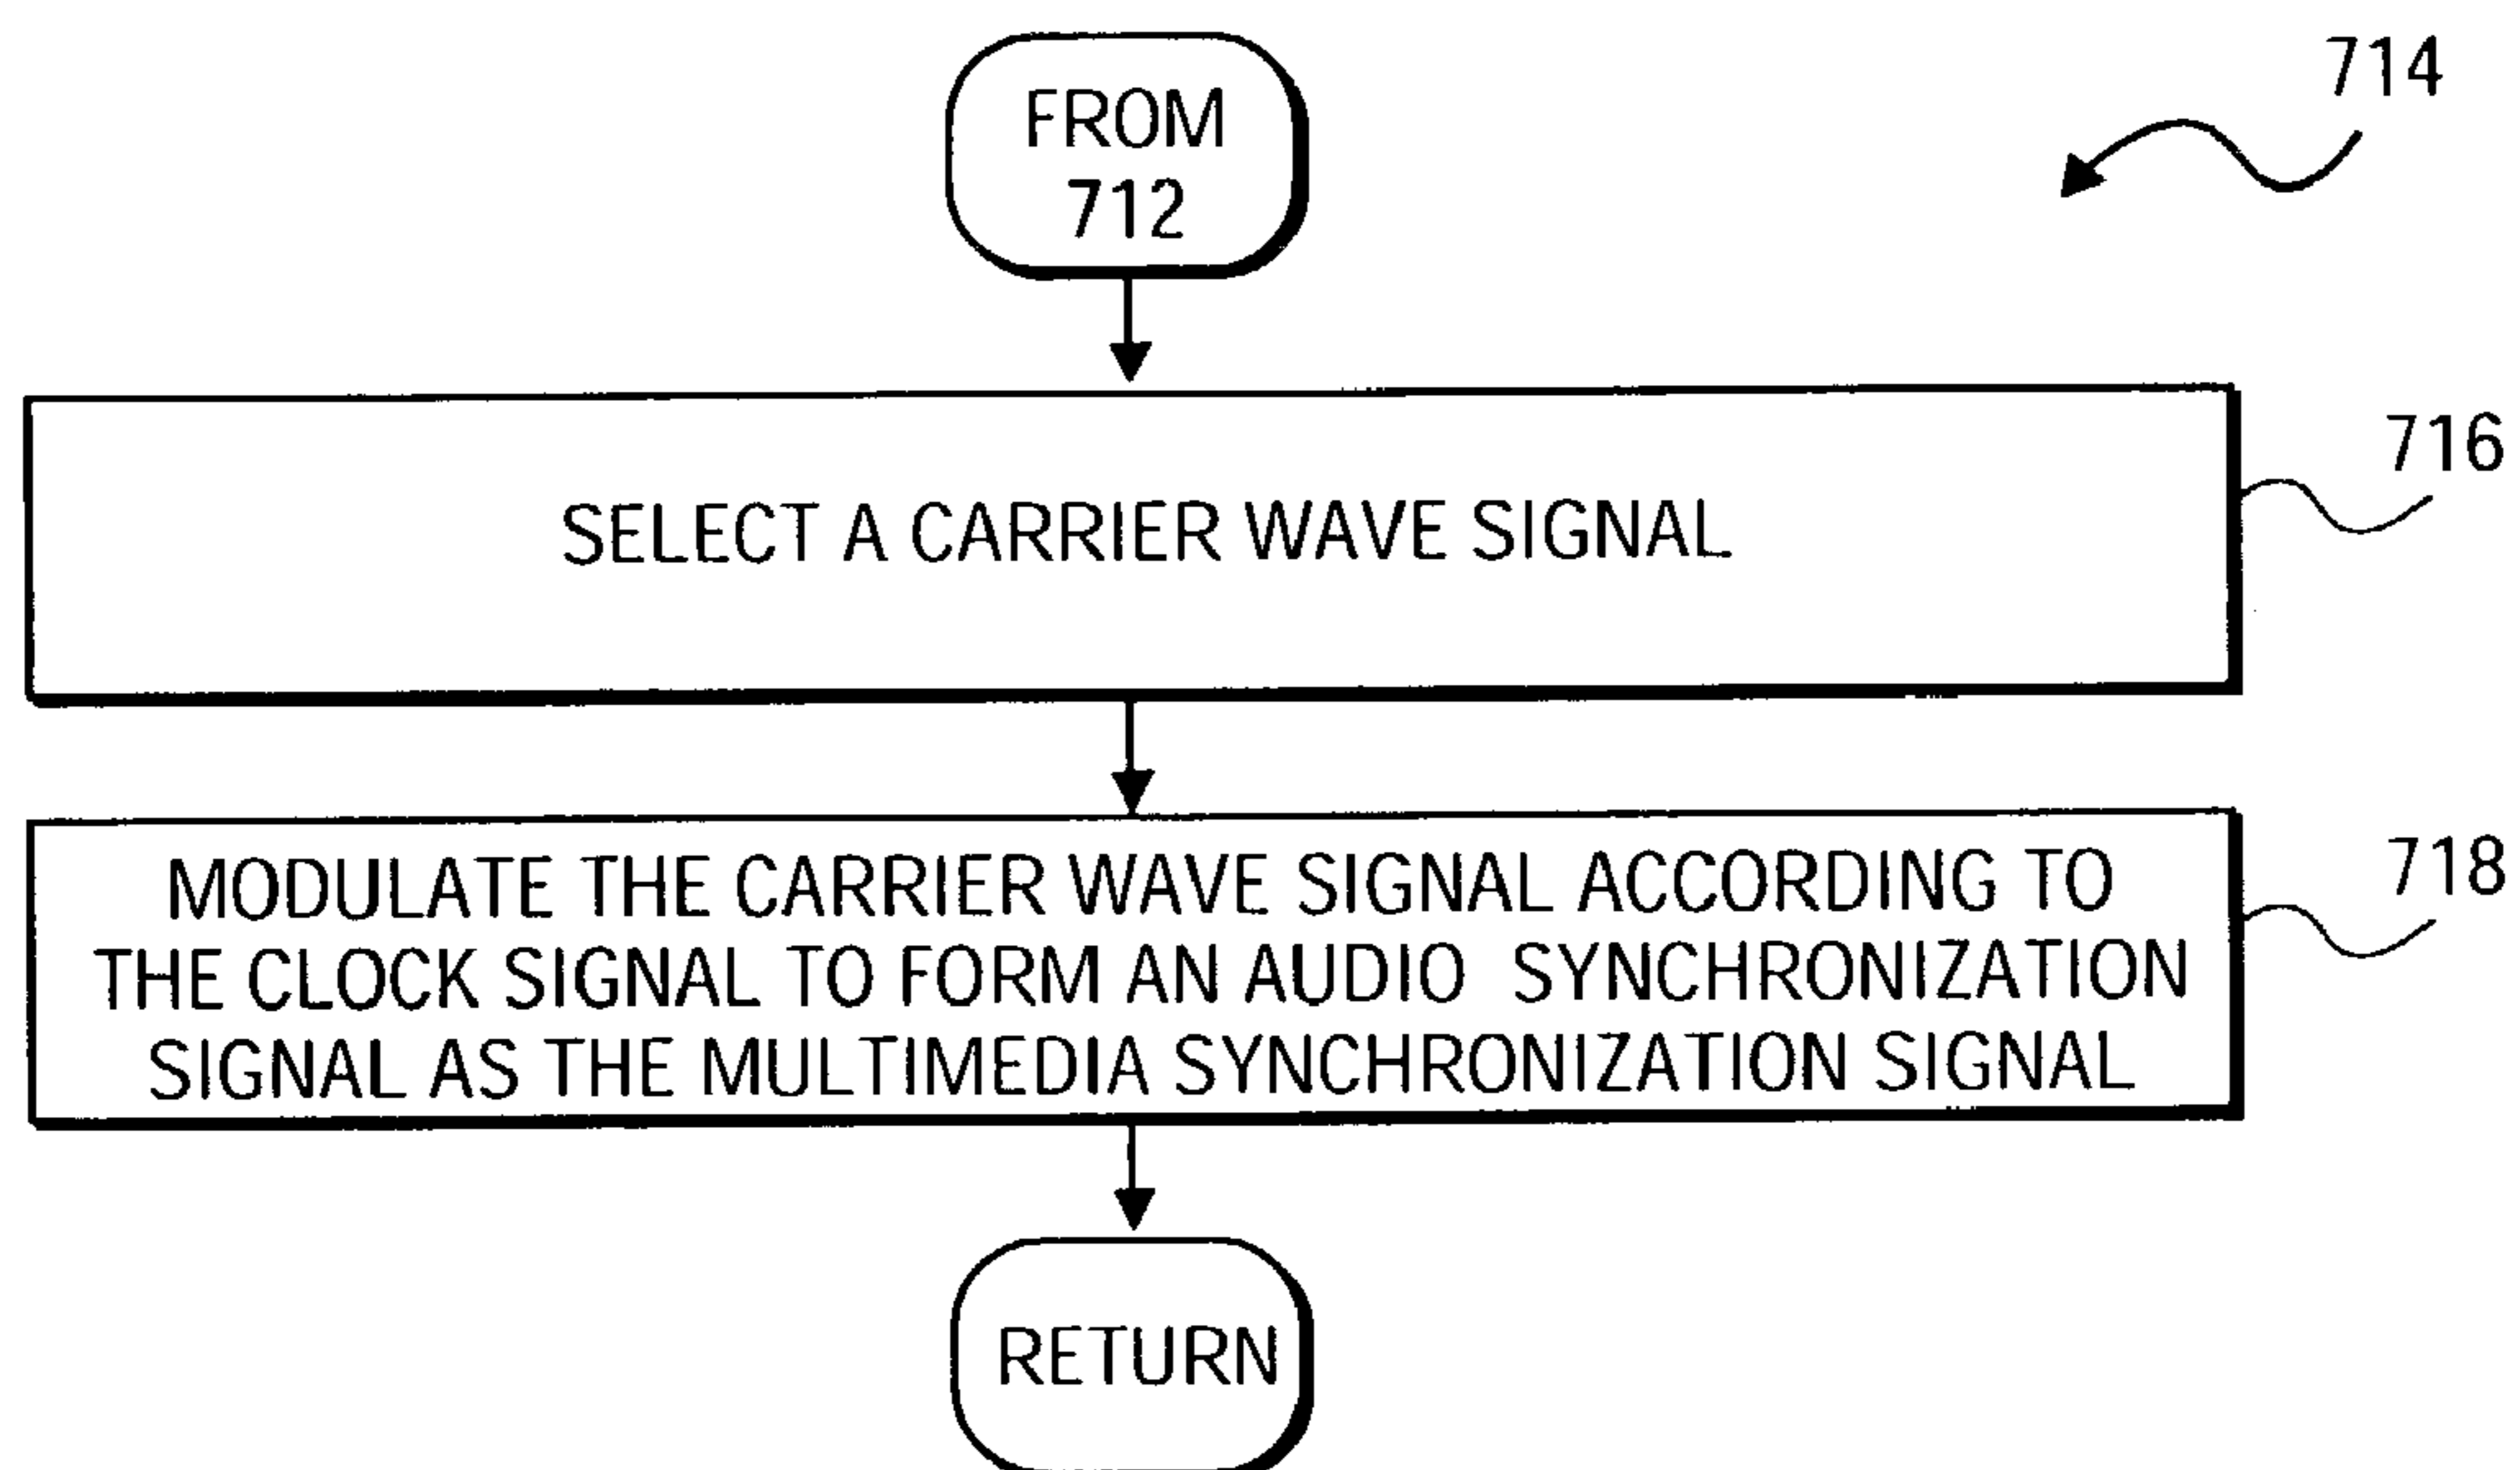 FROM
712
714
SELECT A CARRIER WAVE SIGNAL
716
MODULATE THE CARRIER WAVE SIGNAL ACCORDING TO
THE CLOCK SIGNAL TO FORM AN AUDIO SYNCHRONIZATION
SIGNAL AS THE MULTIMEDIA SYNCHRONIZATION SIGNAL
718
RETURN